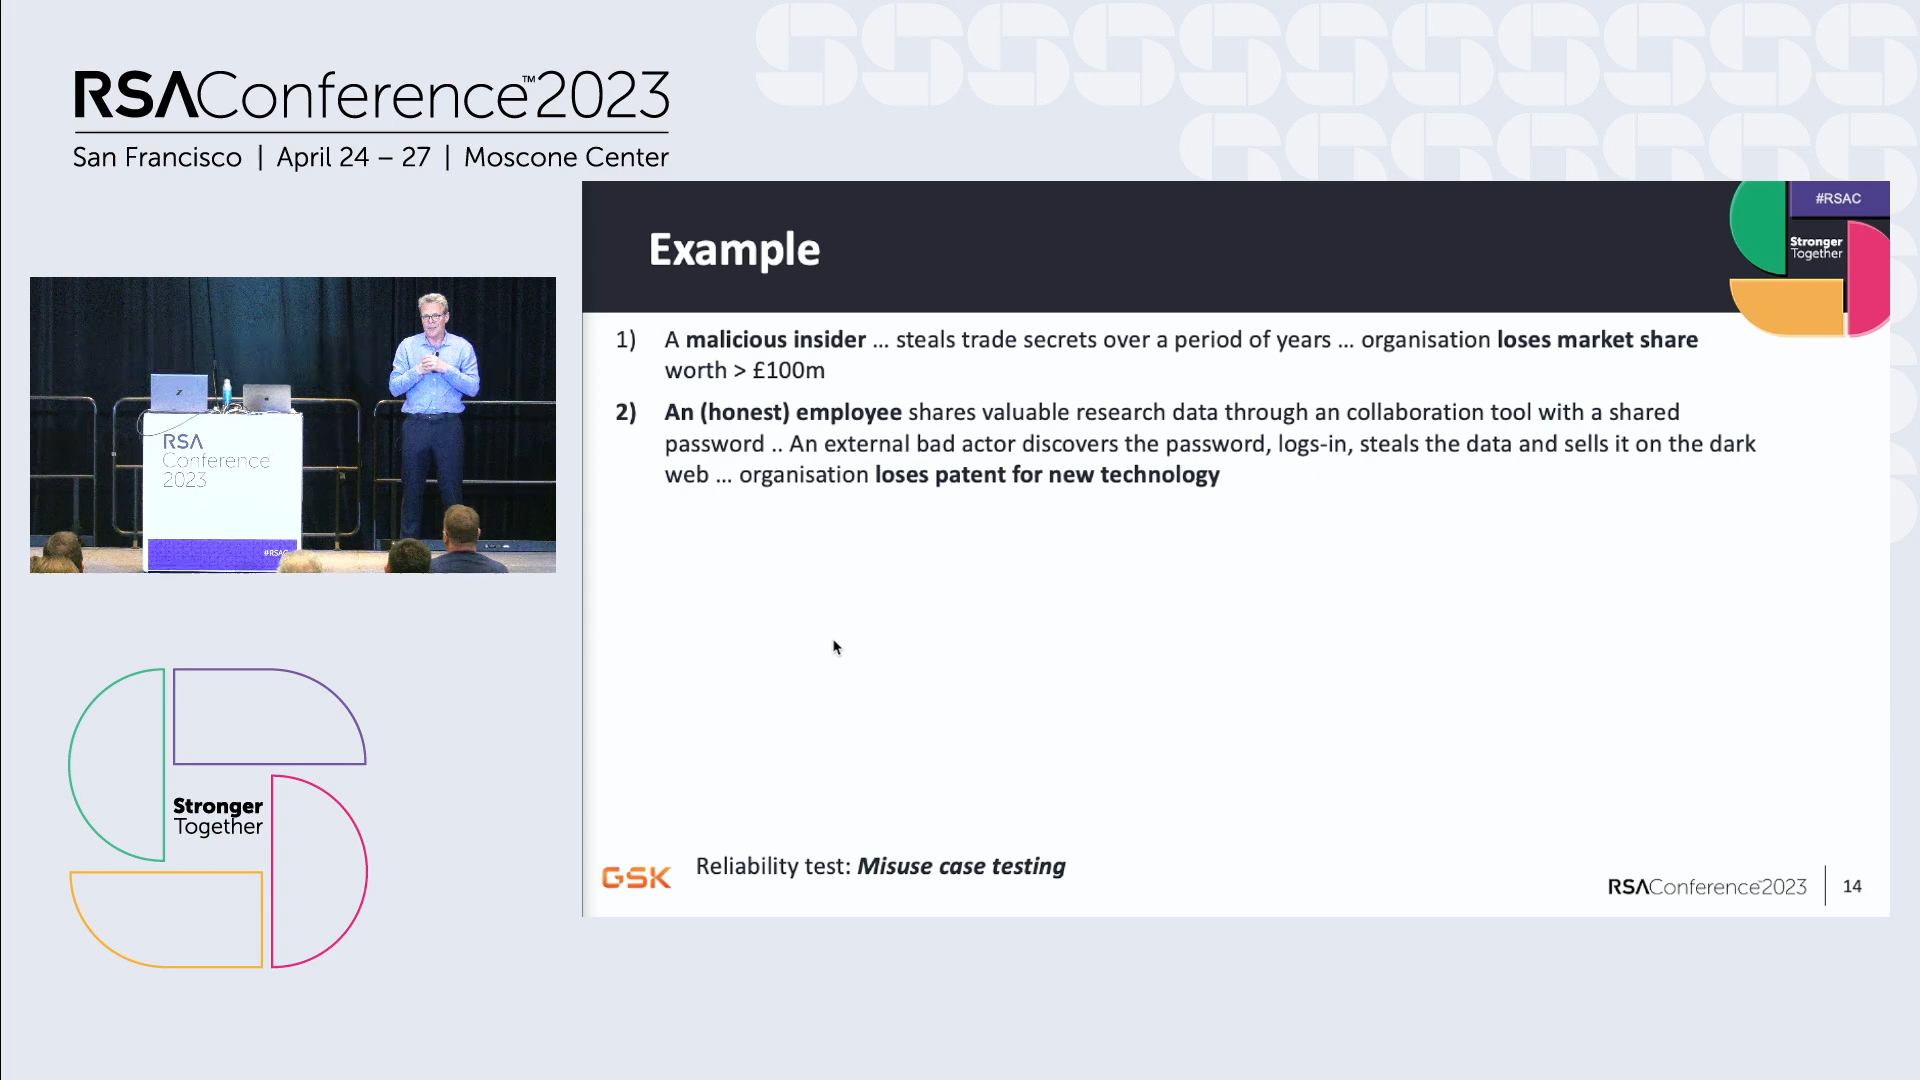 RSAConference™2023
San Francisco | April 24 – 27 | Moscone Center
#RSAC
Stronger
Together
Example
1) A malicious insider ... steals trade secrets over a period of years ... organisation loses market share
worth > £100m
2) An (honest) employee shares valuable research data through an collaboration tool with a shared
password .. An external bad actor discovers the password, logs-in, steals the data and sells it on the dark
web ... organisation loses patent for new technology
RSA
Conference
2023
#RSAC
Stronger
Together
GSK
Reliability test: Misuse case testing
RSAConference™2023 | 14